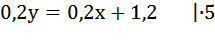 0,2y = 0,2x + 1,2 |·5